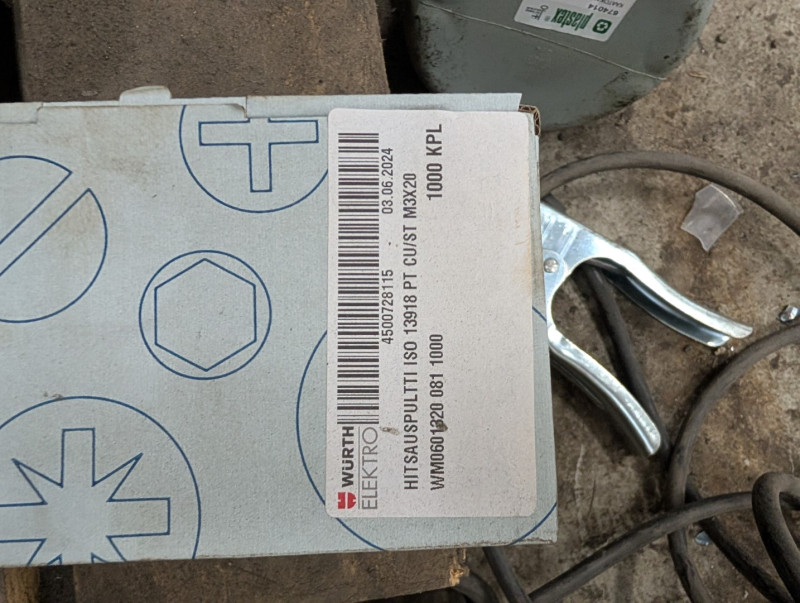 WÜRTH
ELEKTRO
4500728115 - 03.06.2024
HITSAUSPULTTI ISO 13918 PT CU/ST M3X20
WM0601320 081 1000 1000 KPL
plastex
874014